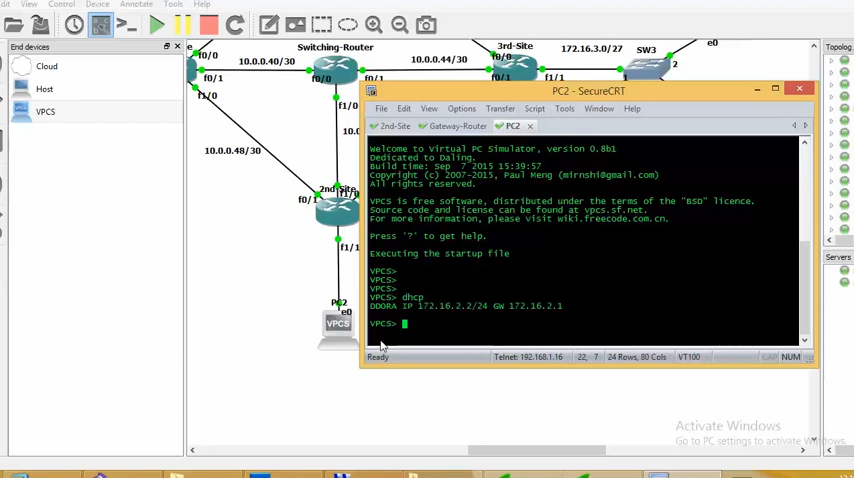 dit View Control Device Annotate Tools Help
End devices
Cloud
Host
VPCS
Switching-Router
3rd-Site
172.16.3.0/27
SW3
e0
f0/0
10.0.0.40/30
f0/0
10.0.0.44/30
f0/0
2
f0/1
f0/0
f0/1
f0/1
f1/1
1
f1/0
f1/0
10.0.0.48/30
10.0
2nd-Site
f1/0
f0/1
f1/1
PC2
e0
VPCS
PC2 - SecureCRT
File Edit View Options Transfer Script Tools Window Help
2nd-Site Gateway-Router PC2
Welcome to Virtual PC Simulator, version 0.8b1
Dedicated to Daling.
Build time: Sep 7 2015 15:39:57
Copyright (c) 2007-2015, Paul Meng (mirnshi@gmail.com)
All rights reserved.
VPCS is free software, distributed under the terms of the "BSD" licence.
Source code and license can be found at vpcs.sf.net.
For more information, please visit wiki.freecode.com.cn.
Press '?' to get help.
Executing the startup file
VPCS>
VPCS>
VPCS>
VPCS> dhcp
DDORA IP 172.16.2.2/24 GW 172.16.2.1
VPCS>
Ready Telnet: 192.168.1.16 22, 7 24 Rows, 80 Cols VT100 CAP NUM
Topolog
Servers
Activate Windows
Go to PC settings to activate Windows.